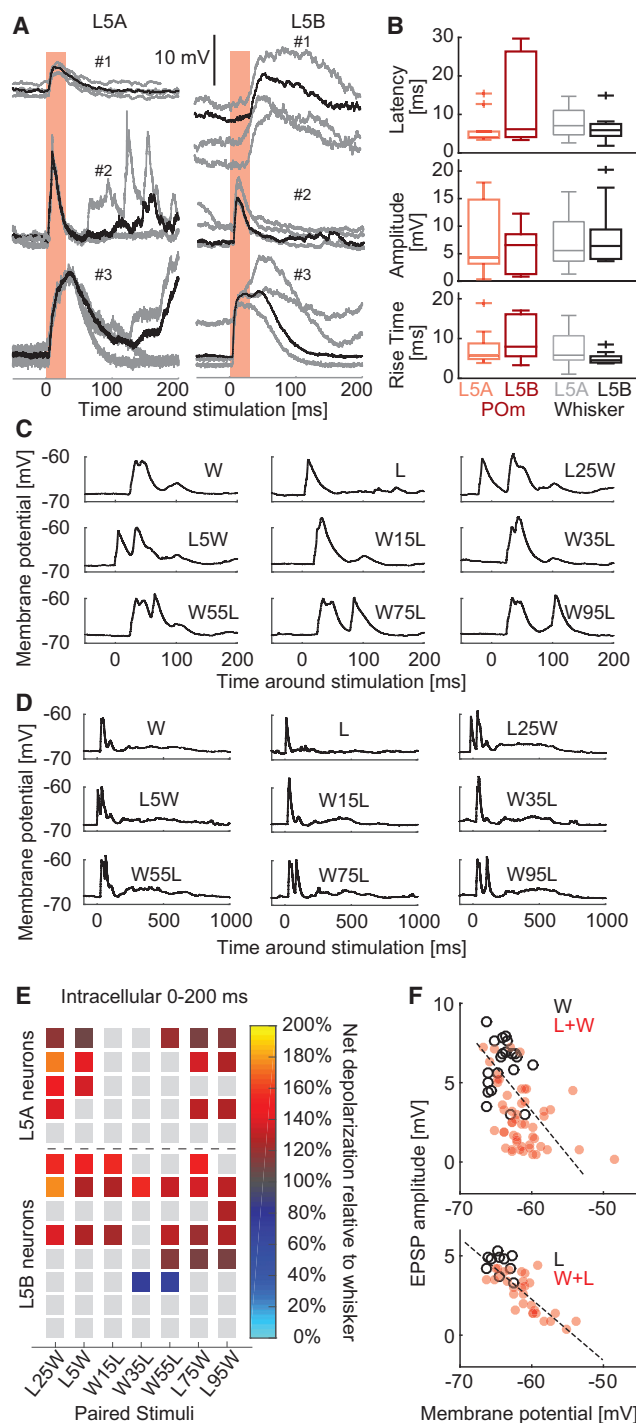 A
L5A
L5B
#1
10 mV
#1
#2
#2
#3
#3
0 100 200
0 100 200
Time around stimulation [ms]
B
Latency [ms]
30
20
10
0
Amplitude [mV]
20
15
10
5
0
Rise Time [ms]
20
10
0
L5A L5B L5A L5B
POm Whisker
C
Membrane potential [mV]
-60
-70
W
L
L25W
-60
-70
L5W
W15L
W35L
-60
-70
W55L
W75L
W95L
0 100 200
0 100 200
0 100 200
Time around stimulation [ms]
D
Membrane potential [mV]
-60
-70
W
L
L25W
-60
-70
L5W
W15L
W35L
-60
-70
W55L
W75L
W95L
0 500 1000
0 500 1000
0 500 1000
Time around stimulation [ms]
E
Intracellular 0-200 ms
L5A neurons
L5B neurons
200%
180%
160%
140%
120%
100%
80%
60%
40%
20%
0%
Net depolarization relative to whisker
L25W
L5W
W15L
W35L
W55L
L75W
L95W
Paired Stimuli
F
W
L+W
10
5
0
-70 -60 -50
EPSP amplitude [mV]
L
W+L
5
0
-70 -60 -50
Membrane potential [mV]